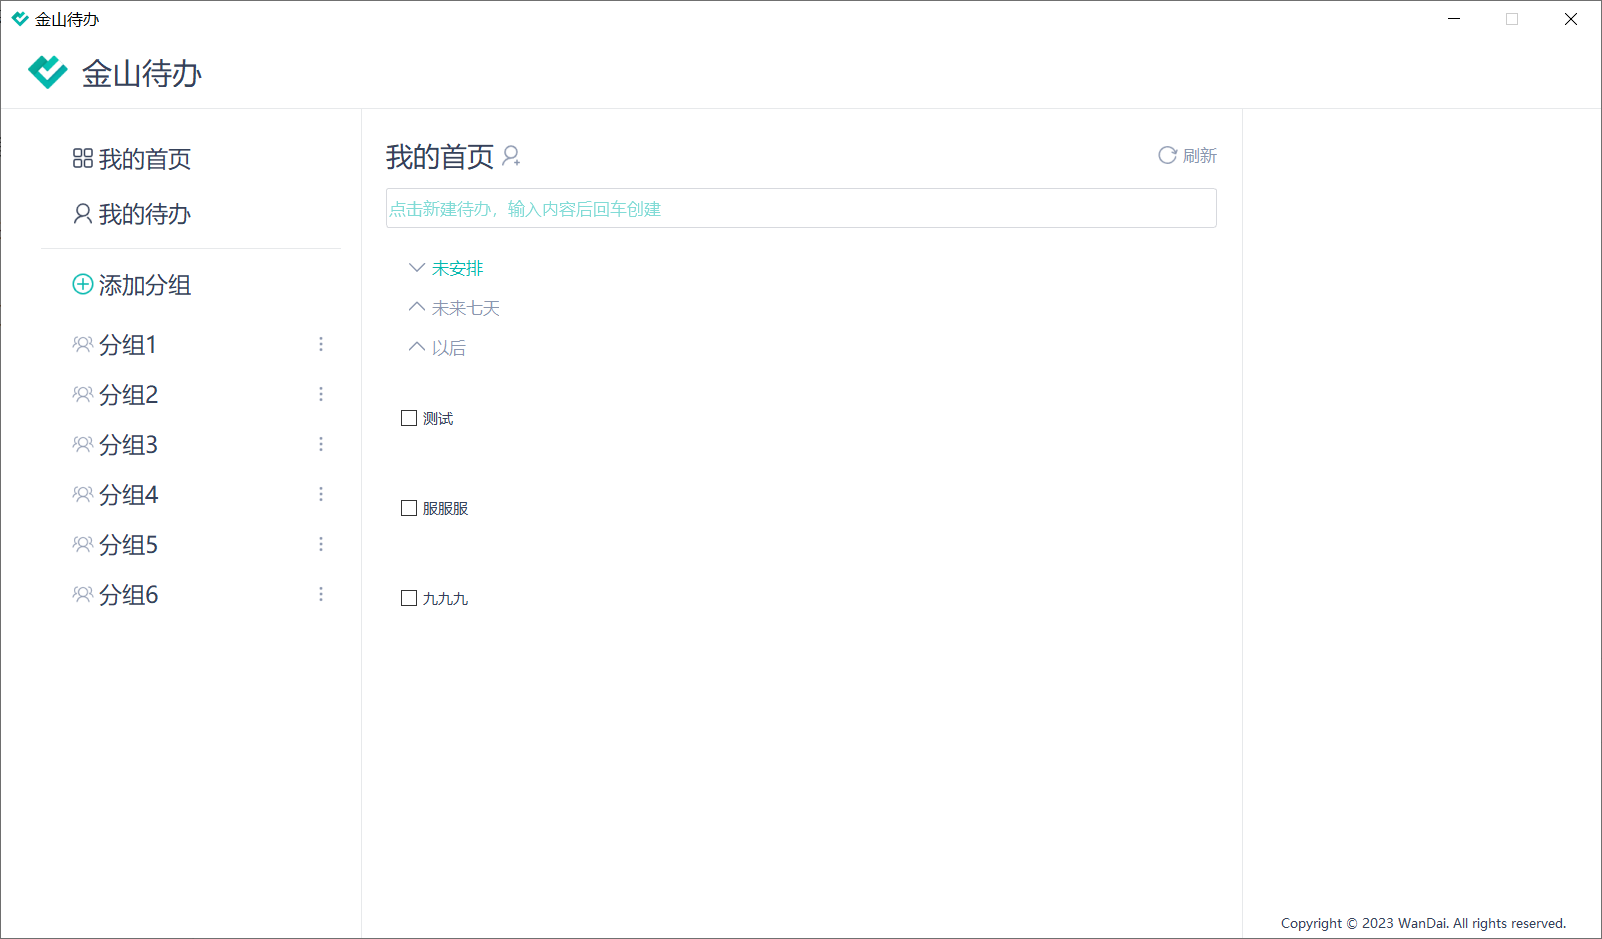 金山待办
金山待办
我的首页
我的待办
添加分组
分组1
分组2
分组3
分组4
分组5
分组6
我的首页
刷新
点击新建待办，输入内容后回车创建
未安排
未来七天
以后
测试
服服服
九九九
Copyright © 2023 WanDai. All rights reserved.